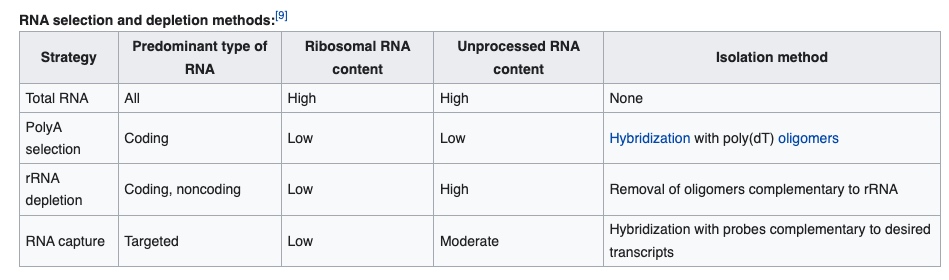 RNA selection and depletion methods:[9]
Strategy Predominant type of RNA Ribosomal RNA content Unprocessed RNA content Isolation method
Total RNA All High High None
PolyA selection Coding Low Low Hybridization with poly(dT) oligomers
rRNA depletion Coding, noncoding Low High Removal of oligomers complementary to rRNA
RNA capture Targeted Low Moderate Hybridization with probes complementary to desired transcripts